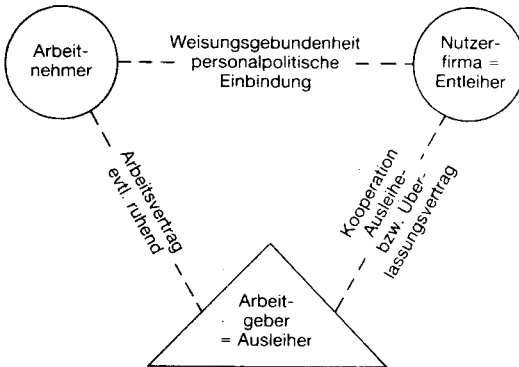 Arbeit-
nehmer
Weisungsgebundenheit
personalpolitische
Einbindung
Nutzer-
firma =
Entleiher
Arbeitsvertrag
evtl. ruhend
Kooperation
Ausleihe-
bzw. Über-
lassungsvertrag
Arbeit-
geber
= Ausleiher